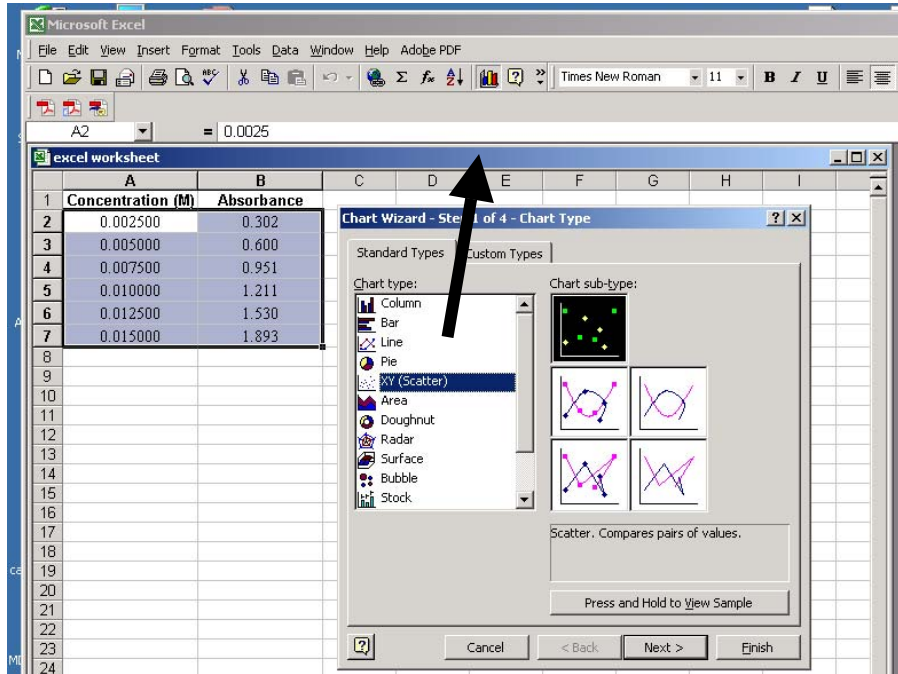 Microsoft Excel
File Edit View Insert Format Tools Data Window Help Adobe PDF
Times New Roman 11 B I U
A2 = 0.0025
excel worksheet
A B C D E F G H I
1 Concentration (M) Absorbance
2 0.002500 0.302
3 0.005000 0.600
4 0.007500 0.951
5 0.010000 1.211
6 0.012500 1.530
7 0.015000 1.893
8
9
10
11
12
13
14
15
16
17
18
19
20
21
22
23
24
Chart Wizard - Step 1 of 4 - Chart Type
Standard Types Custom Types
Chart type:
Column
Bar
Line
Pie
XY (Scatter)
Area
Doughnut
Radar
Surface
Bubble
Stock
Chart sub-type:
Scatter. Compares pairs of values.
Press and Hold to View Sample
Cancel < Back Next > Finish